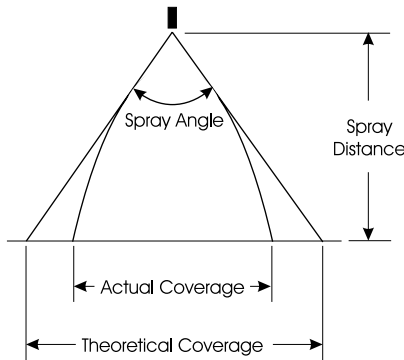 Spray Angle
Spray
Distance
Actual Coverage
Theoretical Coverage